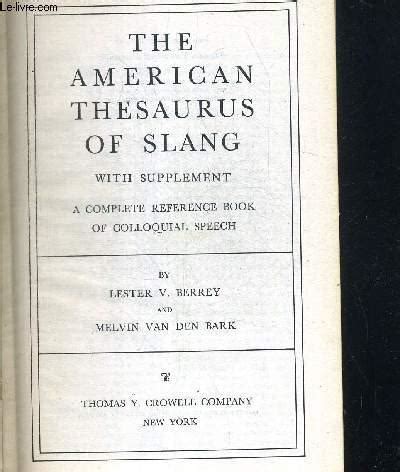 Le-livre.com
THE
AMERICAN
THESAURUS
OF SLANG
WITH SUPPLEMENT
A COMPLETE REFERENCE BOOK
OF COLLOQUIAL SPEECH
BY
LESTER V. BERREY
AND
MELVIN VAN DEN BARK
THOMAS Y. CROWELL COMPANY
NEW YORK